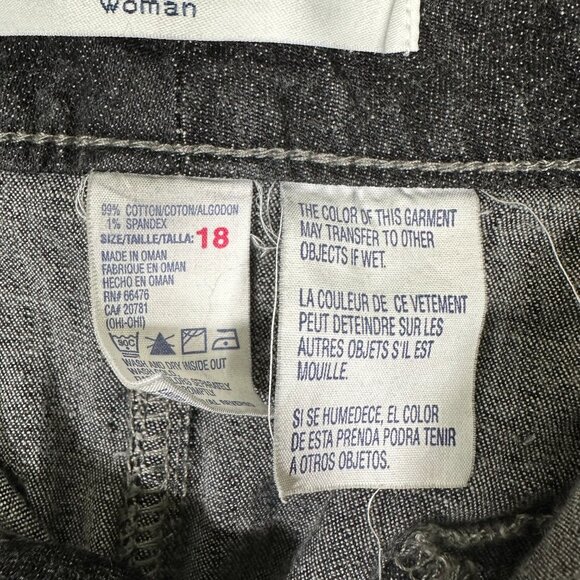 woman
99% COTTON/COTON/ALGODON
1% SPANDEX
SIZE/TAILLE/TALLA: 18
MADE IN OMAN
FABRIQUE EN OMAN
HECHO EN OMAN
RN# 66476
CA# 20781
(OHI-OHI)
WASH AND DRY INSIDE OUT
WASH
SEPARATELY
THE COLOR OF THIS GARMENT
MAY TRANSFER TO OTHER
OBJECTS IF WET.
LA COULEUR DE CE VETEMENT
PEUT DETEINDRE SUR LES
AUTRES OBJETS S'IL EST
MOUILLE.
SI SE HUMEDECE, EL COLOR
DE ESTA PRENDA PODRA TENIR
A OTROS OBJETOS.